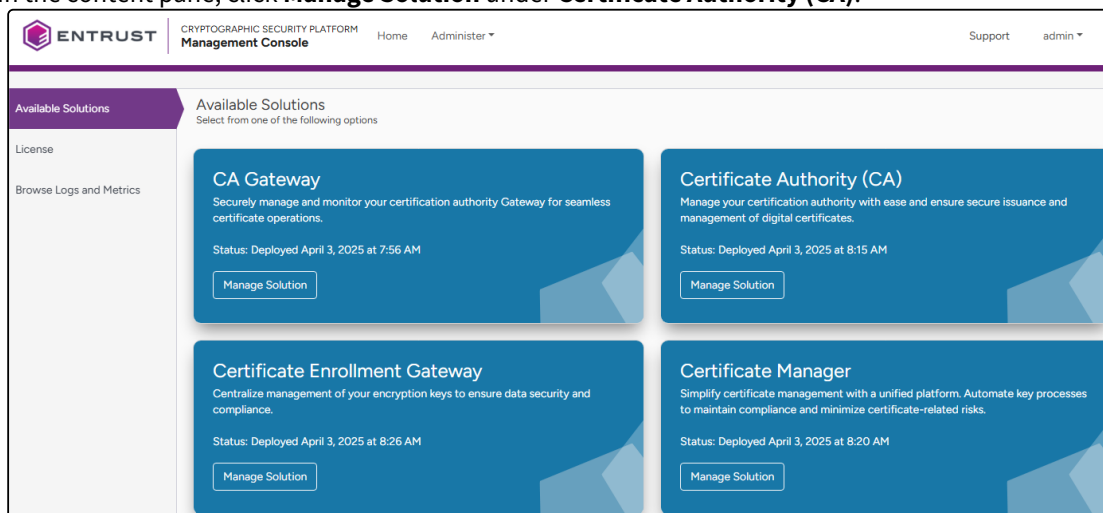 In the content pane, click Manage Solution under Certificate Authority (CA).
ENTRUST
CRYPTOGRAPHIC SECURITY PLATFORM
Management Console
Home
Administer
Support
admin
Available Solutions
License
Browse Logs and Metrics
Available Solutions
Select from one of the following options
CA Gateway
Securely manage and monitor your certification authority Gateway for seamless
certificate operations.
Status: Deployed April 3, 2025 at 7:56 AM
Manage Solution
Certificate Authority (CA)
Manage your certification authority with ease and ensure secure issuance and
management of digital certificates.
Status: Deployed April 3, 2025 at 8:15 AM
Manage Solution
Certificate Enrollment Gateway
Centralize management of your encryption keys to ensure data security and
compliance.
Status: Deployed April 3, 2025 at 8:26 AM
Manage Solution
Certificate Manager
Simplify certificate management with a unified platform. Automate key processes
to maintain compliance and minimize certificate-related risks.
Status: Deployed April 3, 2025 at 8:20 AM
Manage Solution